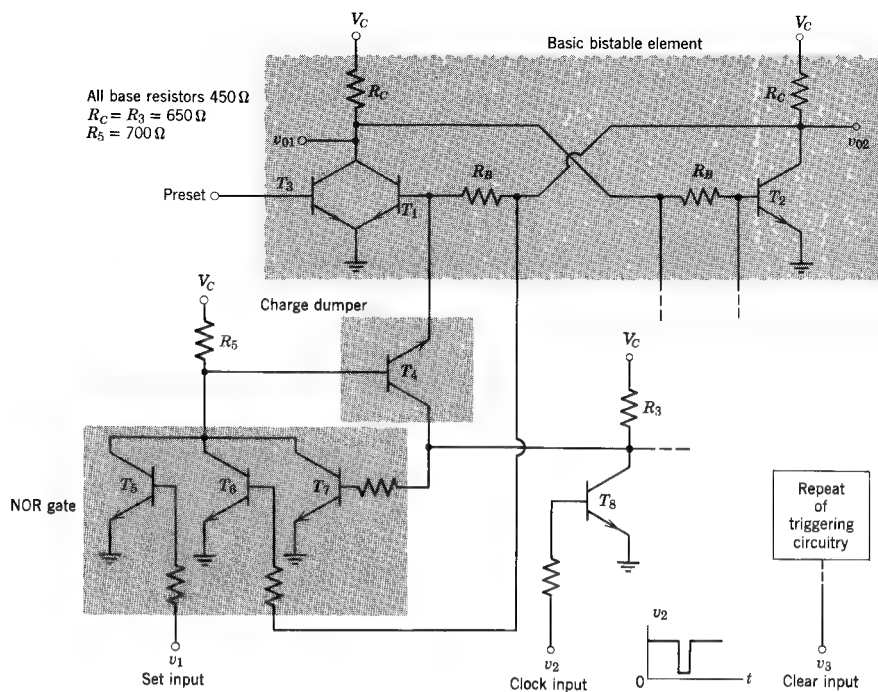 V_C
V_C
Basic bistable element
All base resistors 450 Ω
R_C = R_3 = 650 Ω
R_5 = 700 Ω
R_C
R_C
v_01
v_02
Preset
T_3
T_1
R_B
R_B
T_2
V_C
Charge dumper
R_5
T_4
V_C
R_3
NOR gate
T_5
T_6
T_7
T_8
Repeat
of
triggering
circuitry
v_2
0
t
v_1
Set input
v_2
Clock input
v_3
Clear input